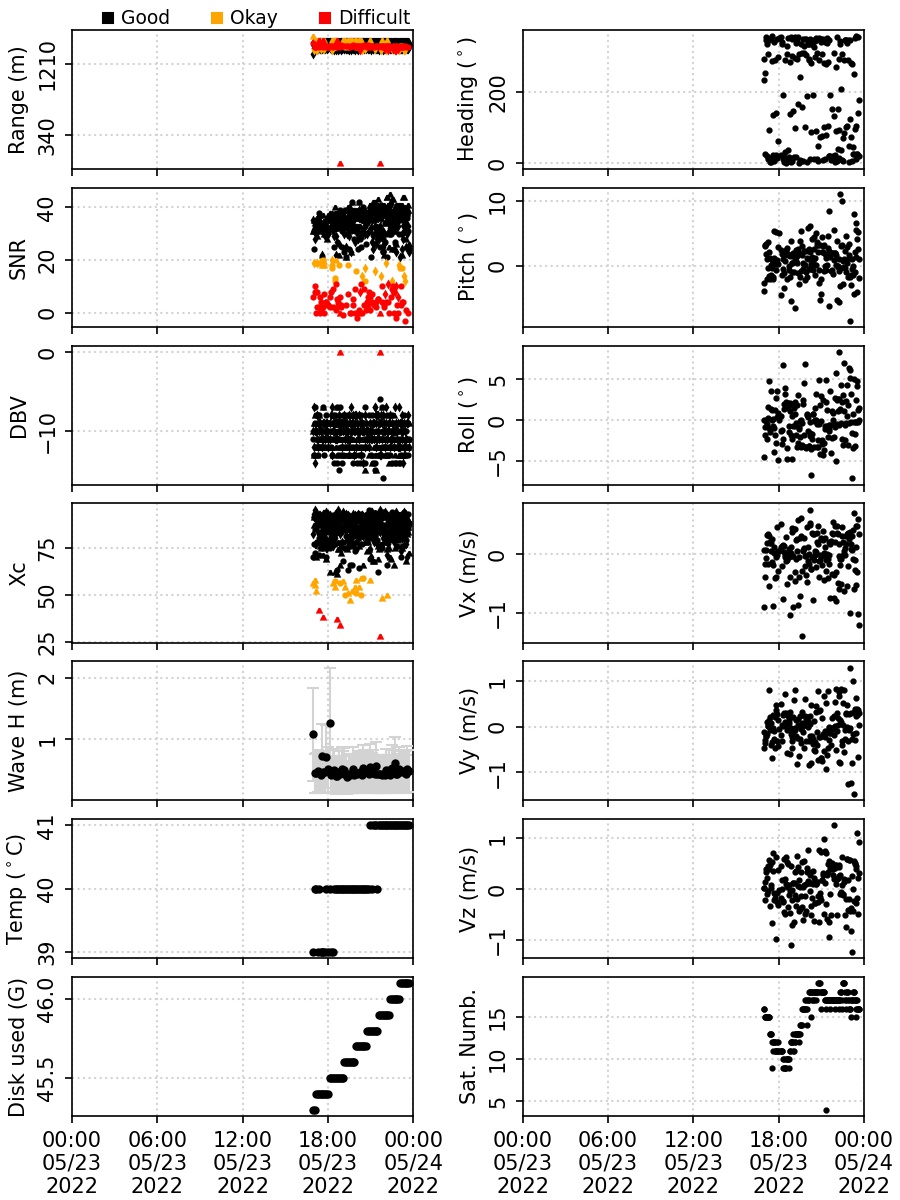 Good Okay Difficult
Range (m)
1210
340
Heading (°)
200
0
SNR
40
20
0
Pitch (°)
10
0
DBV
0
−10
Roll (°)
5
0
−5
Xc
75
50
25
Vx (m/s)
0
−1
Wave H (m)
2
1
Vy (m/s)
1
0
−1
Temp (°C)
41
40
39
Vz (m/s)
1
0
−1
Disk used (G)
46.0
45.5
Sat. Numb.
15
10
5
00:00 06:00 12:00 18:00 00:00
05/23 05/23 05/23 05/23 05/24
2022 2022 2022 2022 2022
00:00 06:00 12:00 18:00 00:00
05/23 05/23 05/23 05/23 05/24
2022 2022 2022 2022 2022